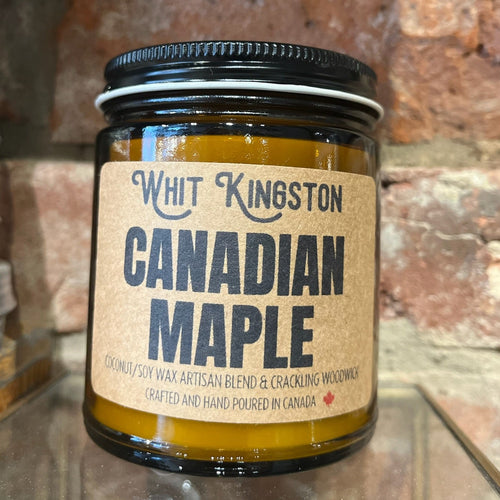 WHIT KINGSTON
CANADIAN
MAPLE
COCONUT/SOY WAX ARTISAN BLEND & CRACKLING WOODWICK
CRAFTED AND HAND POURED IN CANADA